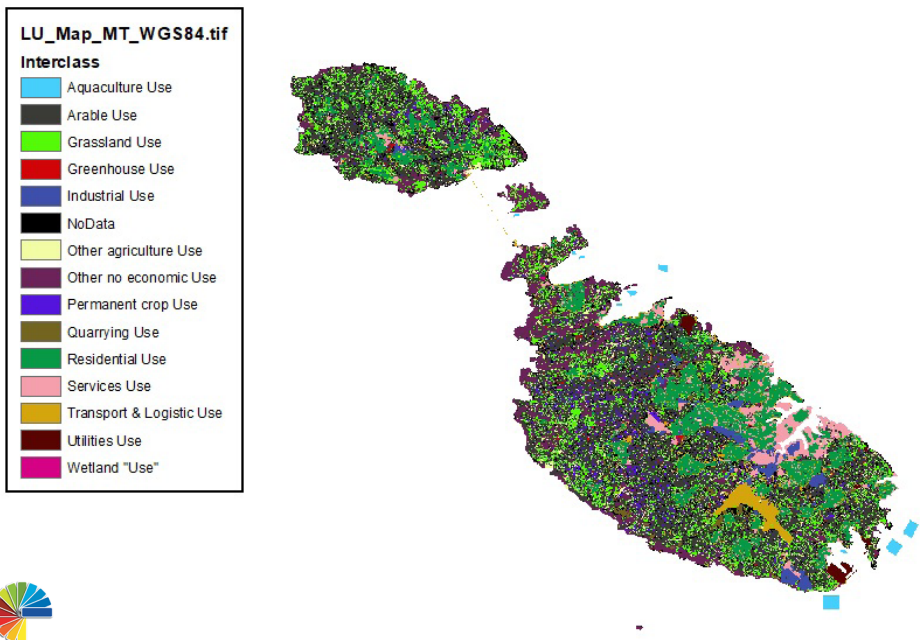 LU_Map_MT_WGS84.tif
Interclass
Aquaculture Use
Arable Use
Grassland Use
Greenhouse Use
Industrial Use
NoData
Other agriculture Use
Other no economic Use
Permanent crop Use
Quarrying Use
Residential Use
Services Use
Transport & Logistic Use
Utilities Use
Wetland "Use"